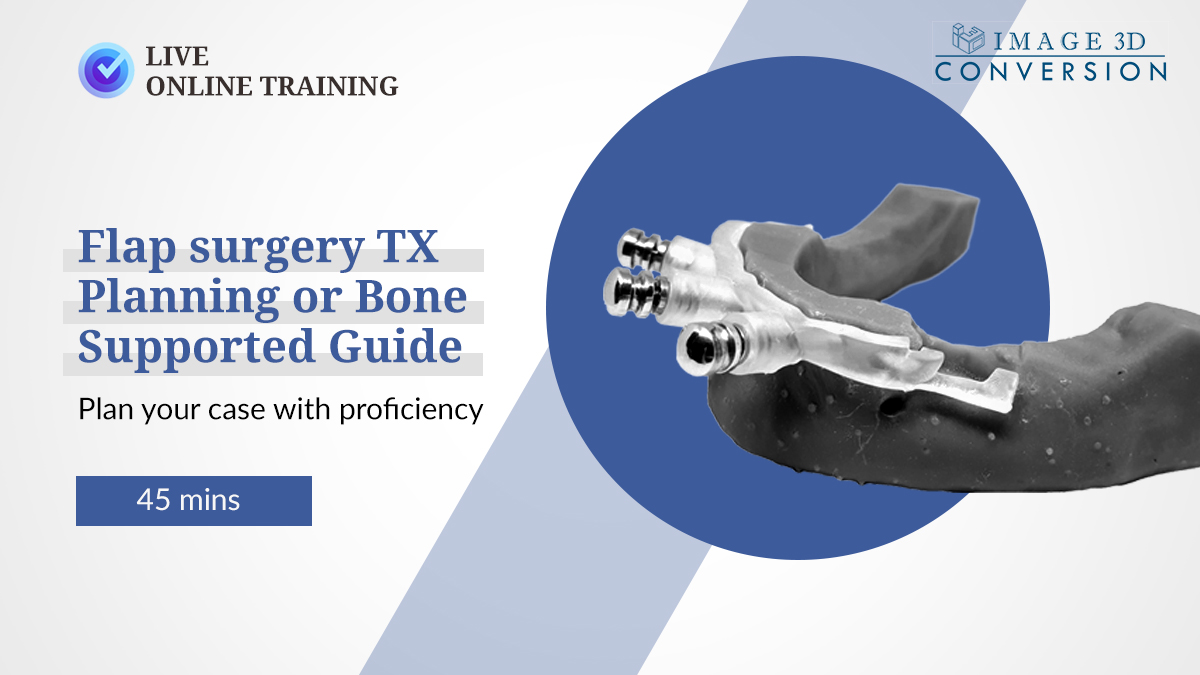 LIVE
ONLINE TRAINING
IMAGE 3D
CONVERSION
Flap surgery TX
Planning or Bone
Supported Guide
Plan your case with proficiency
45 mins